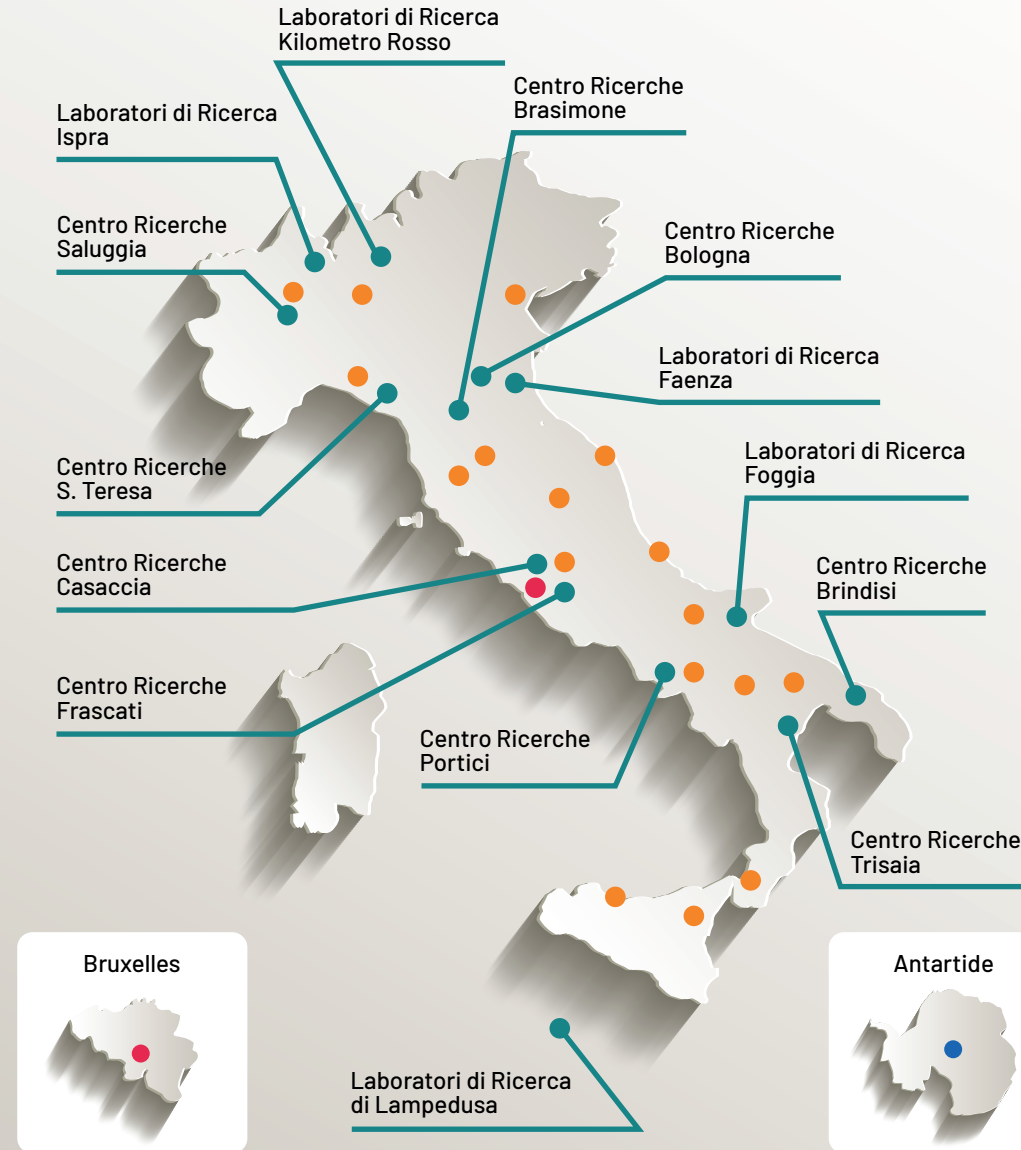 Laboratori di Ricerca
Kilometro Rosso
Centro Ricerche
Brasimone
Laboratori di Ricerca
Ispra
Centro Ricerche
Saluggia
Centro Ricerche
Bologna
Laboratori di Ricerca
Faenza
Laboratori di Ricerca
Foggia
Centro Ricerche
S. Teresa
Centro Ricerche
Casaccia
Centro Ricerche
Brindisi
Centro Ricerche
Frascati
Centro Ricerche
Portici
Centro Ricerche
Trisaia
Bruxelles
Antartide
Laboratori di Ricerca
di Lampedusa